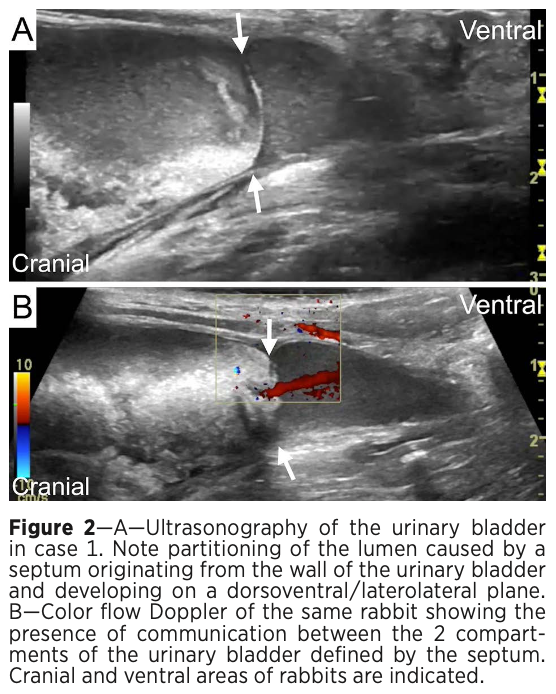 A
Ventral
1
2
Cranial
3
B
Ventral
10
1
2
Cranial
cm/s
Figure 2—A—Ultrasonography of the urinary bladder
in case 1. Note partitioning of the lumen caused by a
septum originating from the wall of the urinary bladder
and developing on a dorsoventral/laterolateral plane.
B—Color flow Doppler of the same rabbit showing the
presence of communication between the 2 compart-
ments of the urinary bladder defined by the septum.
Cranial and ventral areas of rabbits are indicated.